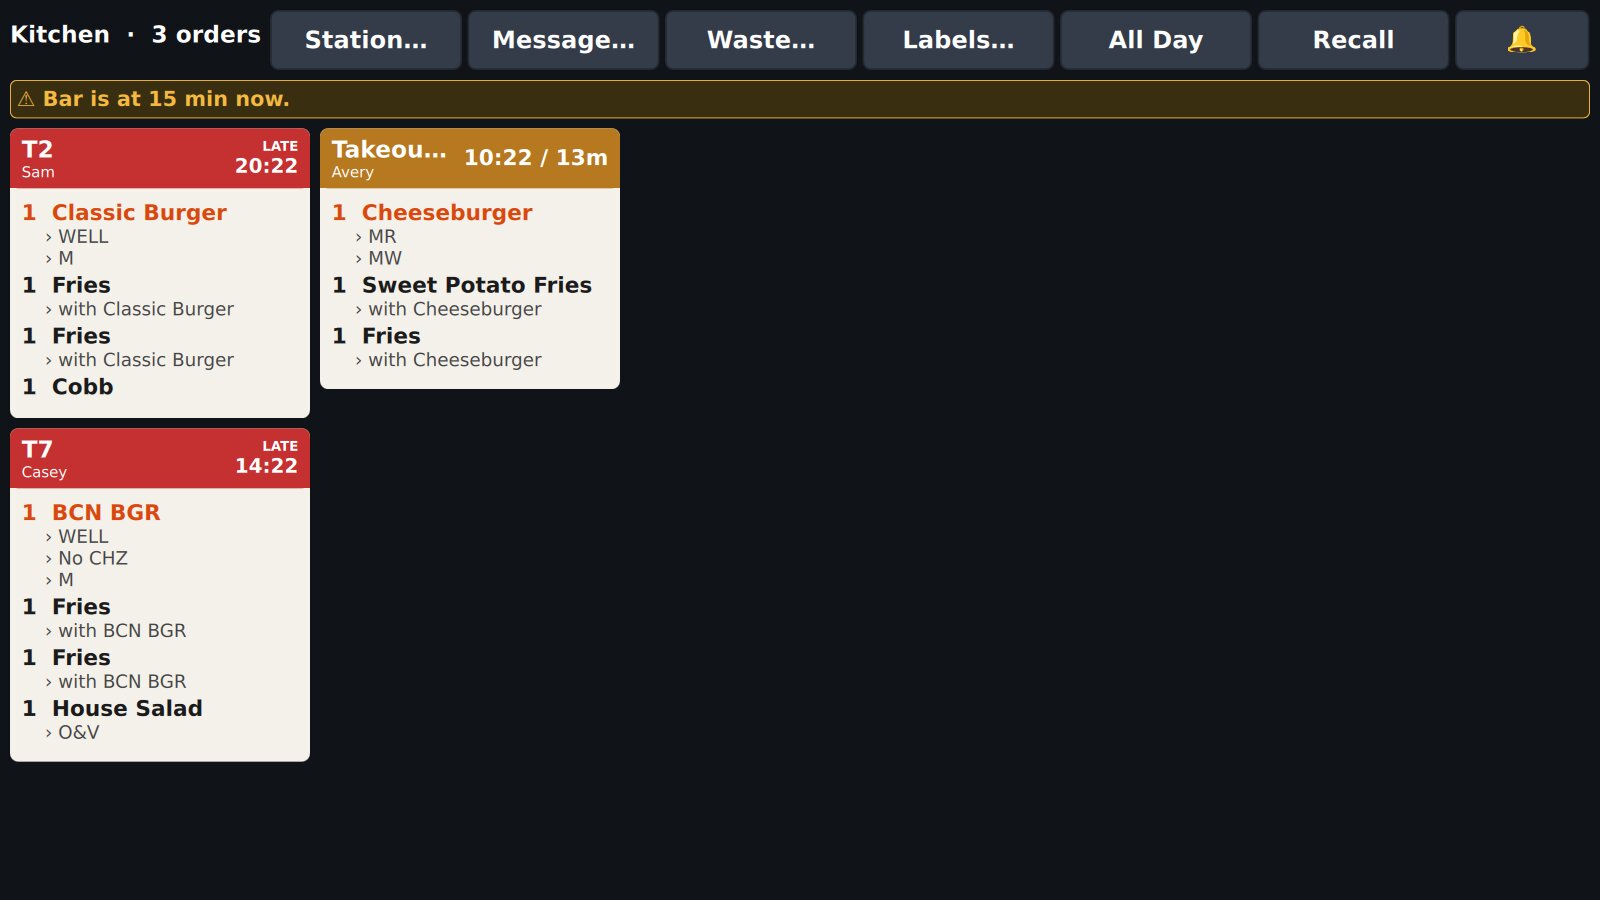 Kitchen · 3 orders
Station…
Message…
Waste…
Labels…
All Day
Recall
⚠ Bar is at 15 min now.
T2
Sam
LATE
20:22
1 Classic Burger
› WELL
› M
1 Fries
› with Classic Burger
1 Fries
› with Classic Burger
1 Cobb
Takeou…
Avery
10:22 / 13m
1 Cheeseburger
› MR
› MW
1 Sweet Potato Fries
› with Cheeseburger
1 Fries
› with Cheeseburger
T7
Casey
LATE
14:22
1 BCN BGR
› WELL
› No CHZ
› M
1 Fries
› with BCN BGR
1 Fries
› with BCN BGR
1 House Salad
› O&V